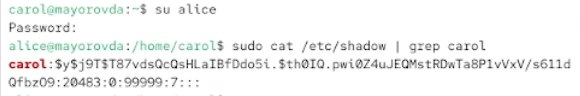 carol@mayorovda:~$ su alice
Password:
alice@mayorovda:/home/carol$ sudo cat /etc/shadow | grep carol
carol:$y$j9T$T87vdsQcQsHLaIBfDdo5i.$th0IQ.pwi0Z4uJEQMstRDwTa8P1vVxV/s611d
QfbzO9:20483:0:99999:7:::